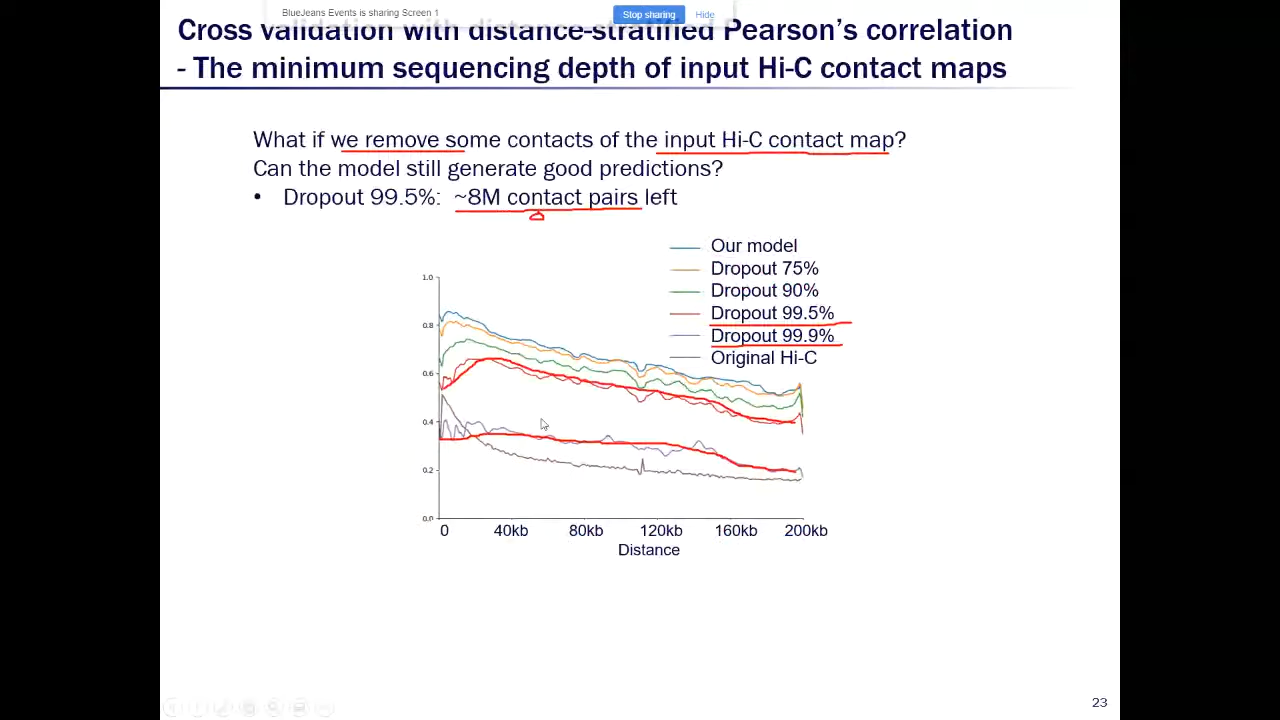 BlueJeans Events is sharing Screen 1
Stop sharing
Hide
Cross validation with distance-stratified Pearson's correlation
- The minimum sequencing depth of input Hi-C contact maps
What if we remove some contacts of the input Hi-C contact map?
Can the model still generate good predictions?
• Dropout 99.5%: ~8M contact pairs left
Our model
Dropout 75%
Dropout 90%
Dropout 99.5%
Dropout 99.9%
Original Hi-C
1.0
0.8
0.6
0.4
0.2
0.0
0 40kb 80kb 120kb 160kb 200kb
Distance
23